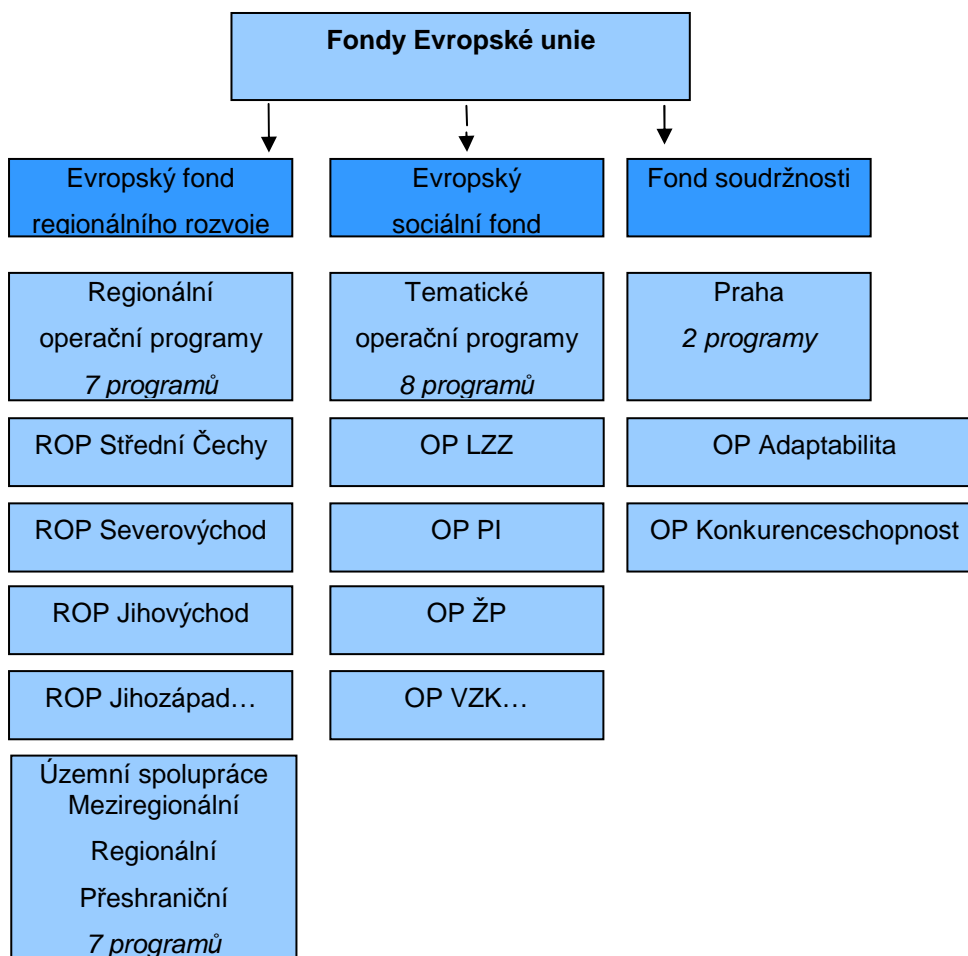 Fondy Evropské unie
Evropský fond
regionálního rozvoje
Evropský
sociální fond
Fond soudržnosti
Regionální
operační programy
7 programů
Tematické
operační programy
8 programů
Praha
2 programy
ROP Střední Čechy
OP LZZ
OP Adaptabilita
ROP Severovýchod
OP PI
OP Konkurenceschopnost
ROP Jihovýchod
OP ŽP
ROP Jihozápad…
OP VZK…
Územní spolupráce
Meziregionální
Regionální
Přeshraniční
7 programů